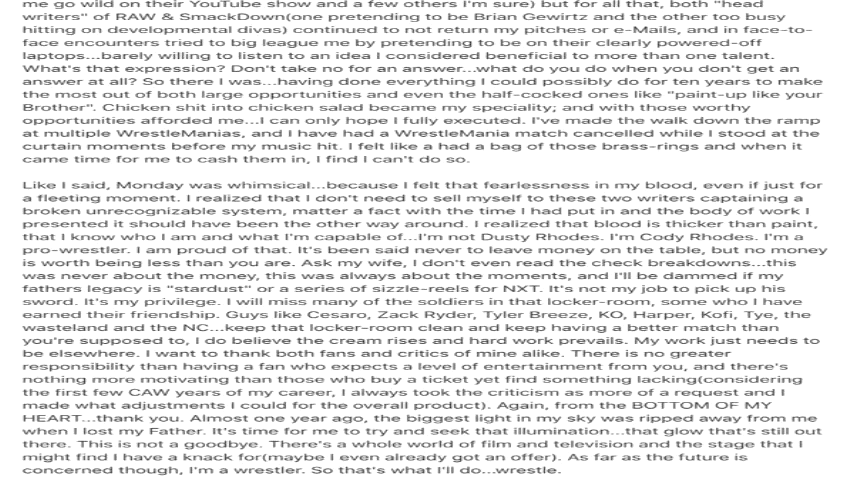 me go wild on their YouTube show and a few others I'm sure) but for all that, both "head
writers" of RAW & SmackDown(one pretending to be Brian Gewirtz and the other too busy
hitting on developmental divas) continued to not return my pitches or e-Mails, and in face-to-
face encounters tried to big league me by pretending to be on their clearly powered-off
laptops...barely willing to listen to an idea I considered beneficial to more than one talent.
What's that expression? Don't take no for an answer...what do you do when you don't get an
answer at all? So there I was...having done everything I could possibly do for ten years to make
the most out of both large opportunities and even the half-cocked ones like "paint-up like your
Brother". Chicken shit into chicken salad became my speciality; and with those worthy
opportunities afforded me...I can only hope I fully executed. I've made the walk down the ramp
at multiple WrestleManias, and I have had a WrestleMania match cancelled while I stood at the
curtain moments before my music hit. I felt like a had a bag of those brass-rings and when it
came time for me to cash them in, I find I can't do so.
Like I said, Monday was whimsical...because I felt that fearlessness in my blood, even if just for
a fleeting moment. I realized that I don't need to sell myself to these two writers captaining a
broken unrecognizable system, matter a fact with the time I had put in and the body of work I
presented it should have been the other way around. I realized that blood is thicker than paint,
that I know who I am and what I'm capable of...I'm not Dusty Rhodes. I'm Cody Rhodes. I'm a
pro-wrestler. I am proud of that. It's been said never to leave money on the table, but no money
is worth being less than you are. Ask my wife, I don't even read the check breakdowns...this
was never about the money, this was always about the moments, and I'll be dammed if my
fathers legacy is "stardust" or a series of sizzle-reels for NXT. It's not my job to pick up his
sword. It's my privilege. I will miss many of the soldiers in that locker-room, some who I have
earned their friendship. Guys like Cesaro, Zack Ryder, Tyler Breeze, KO, Harper, Kofi, Tye, the
wasteland and the NC...keep that locker-room clean and keep having a better match than
you're supposed to, I do believe the cream rises and hard work prevails. My work just needs to
be elsewhere. I want to thank both fans and critics of mine alike. There is no greater
responsibility than having a fan who expects a level of entertainment from you, and there's
nothing more motivating than those who buy a ticket yet find something lacking(considering
the first few CAW years of my career, I always took the criticism as more of a request and I
made what adjustments I could for the overall product). Again, from the BOTTOM OF MY
HEART...thank you. Almost one year ago, the biggest light in my sky was ripped away from me
when I lost my Father. It's time for me to try and seek that illumination...that glow that's still out
there. This is not a goodbye. There's a whole world of film and television and the stage that I
might find I have a knack for(maybe I even already got an offer). As far as the future is
concerned though, I'm a wrestler. So that's what I'll do...wrestle.